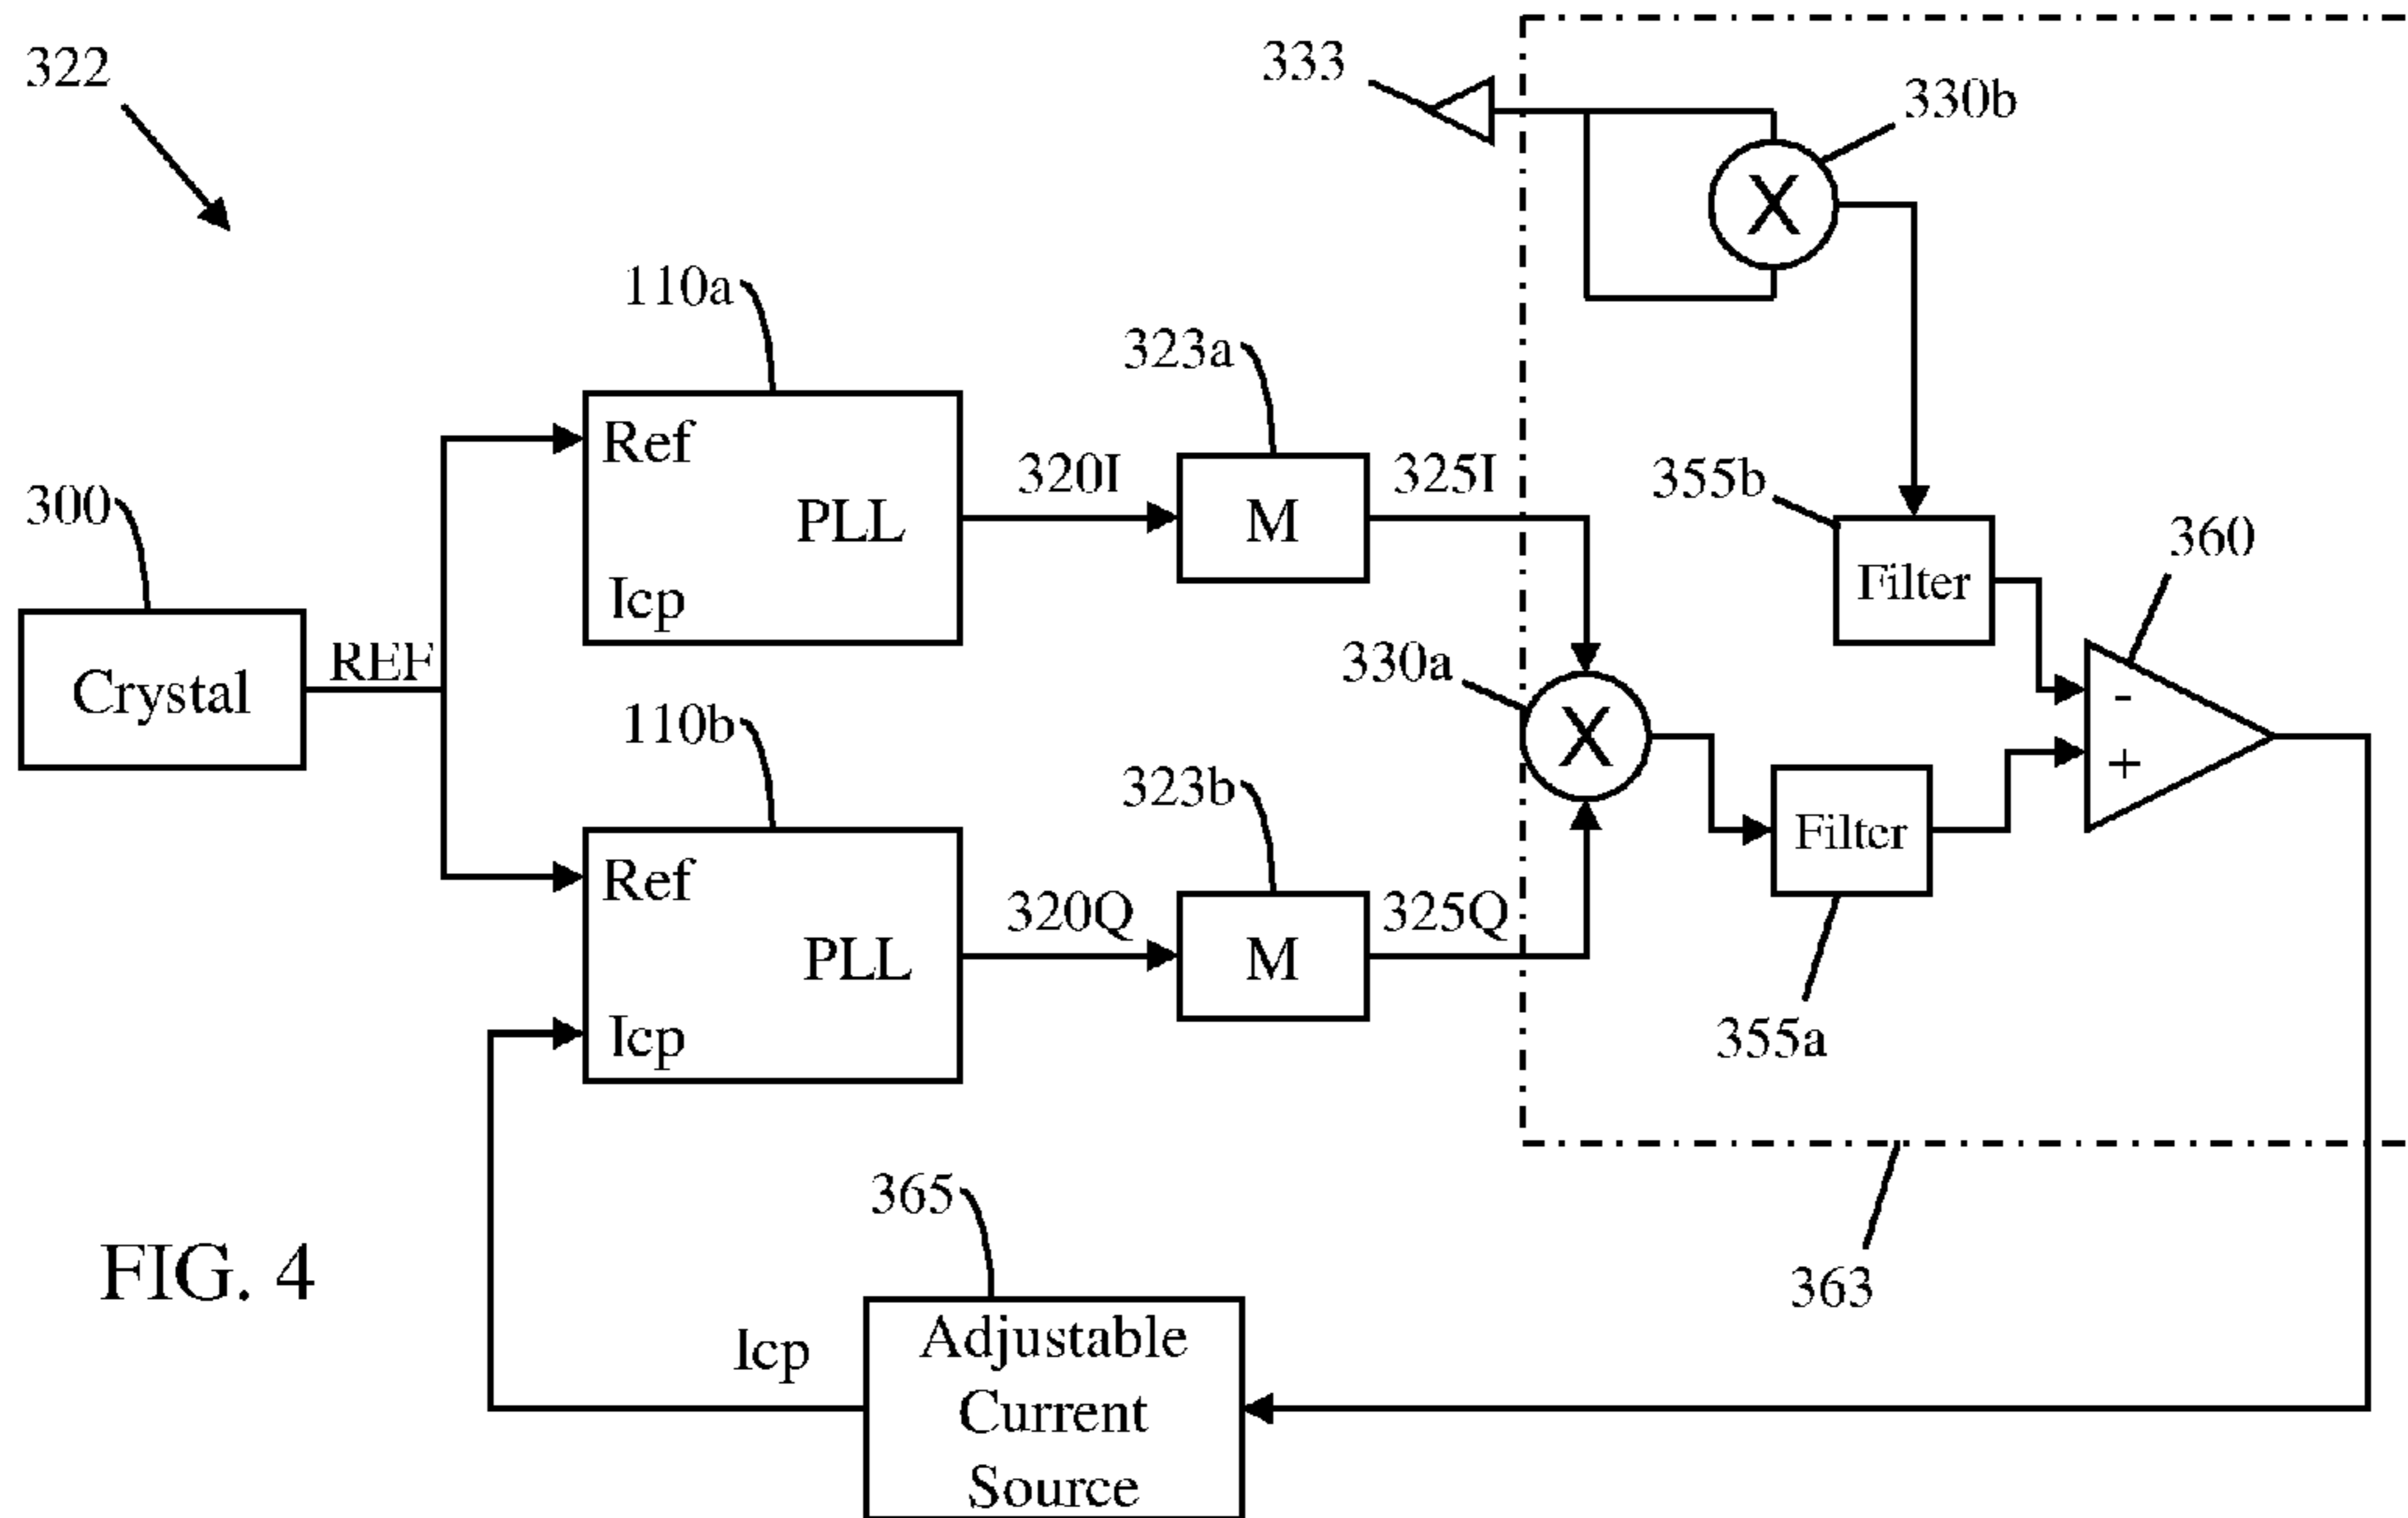 322
333
330b
110a
323a
Ref
PLL
Icp
320I
M
325I
X
355b
Filter
360
300
Crystal
REF
330a
X
-
+
110b
323b
Ref
PLL
Icp
320Q
M
325Q
Filter
355a
365
363
FIG. 4
Icp
Adjustable
Current
Source